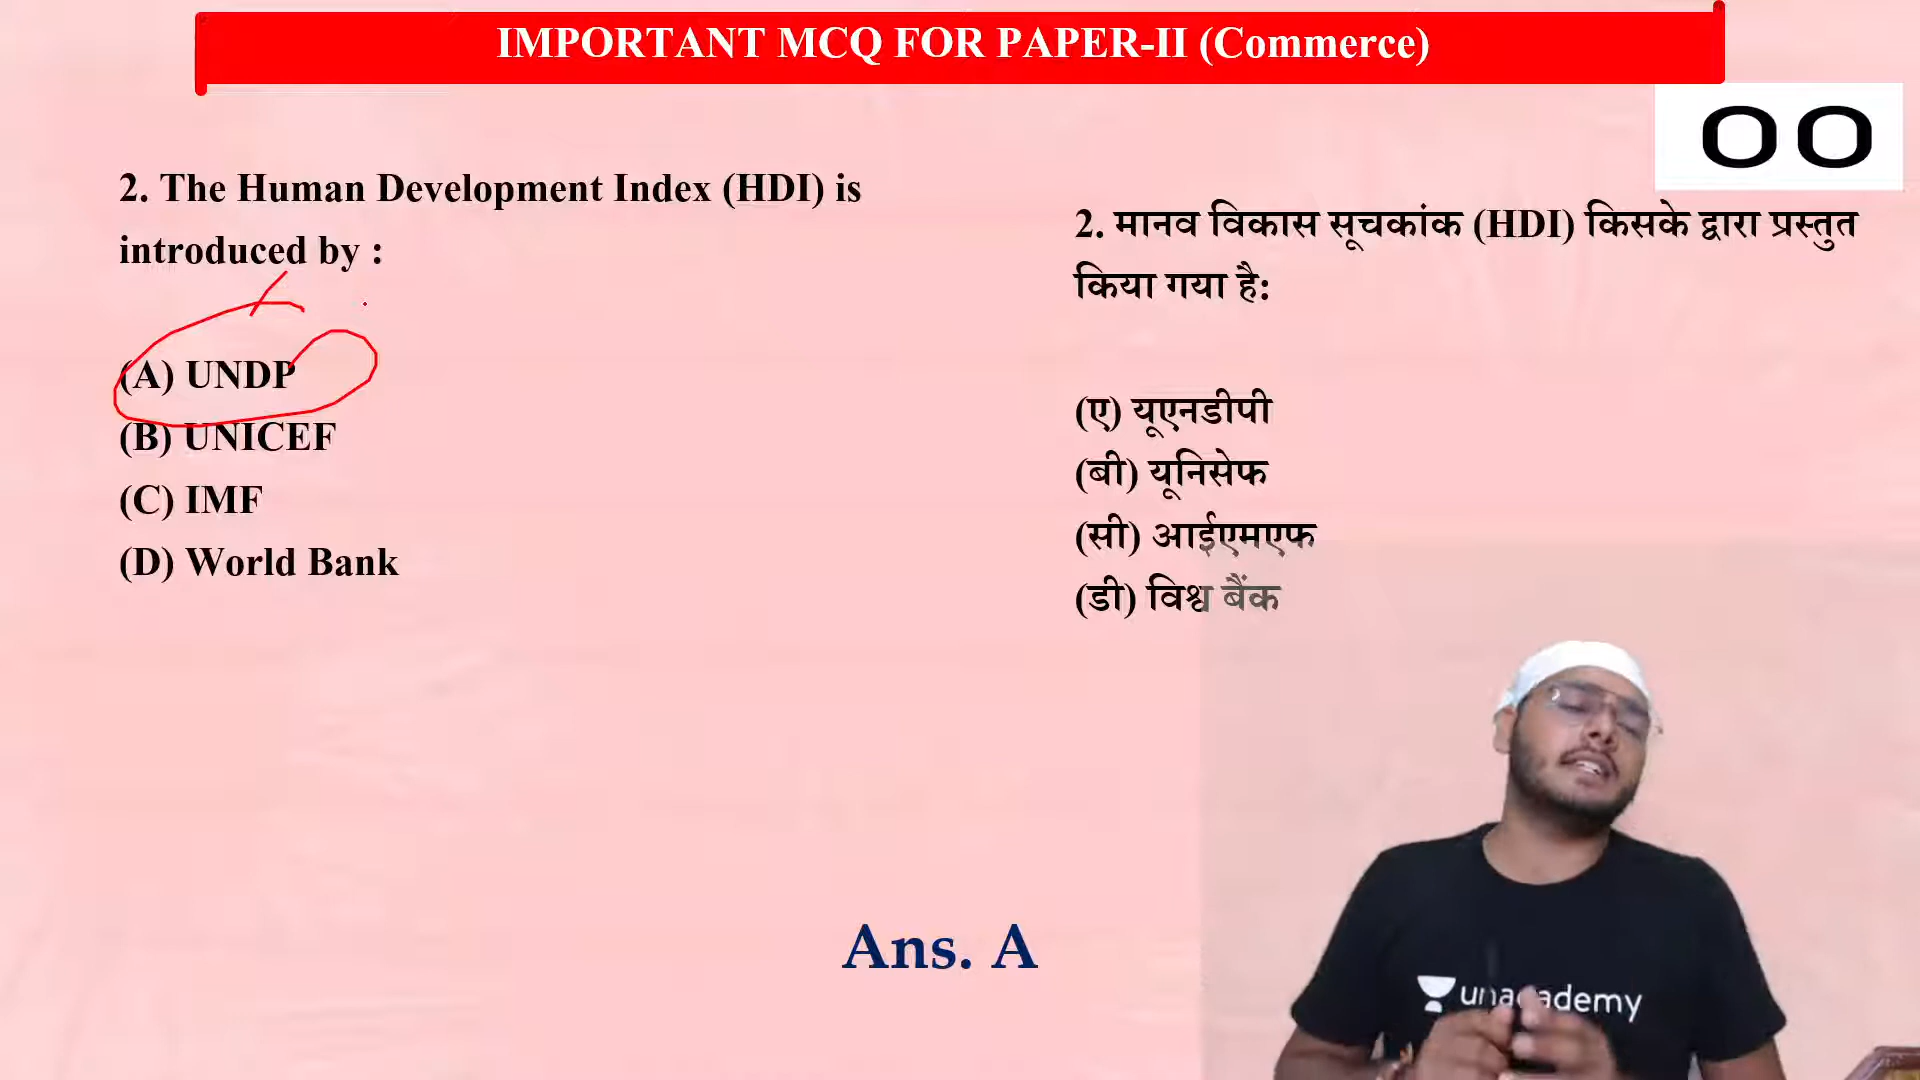 IMPORTANT MCQ FOR PAPER-II (Commerce)
00
2. The Human Development Index (HDI) is
introduced by :
(A) UNDP
(B) UNICEF
(C) IMF
(D) World Bank
2. मानव विकास सूचकांक (HDI) किसके द्वारा प्रस्तुत
किया गया है:
(ए) यूएनडीपी
(बी) यूनिसेफ
(सी) आईएमएफ
(डी) विश्व बैंक
Ans. A
unacademy